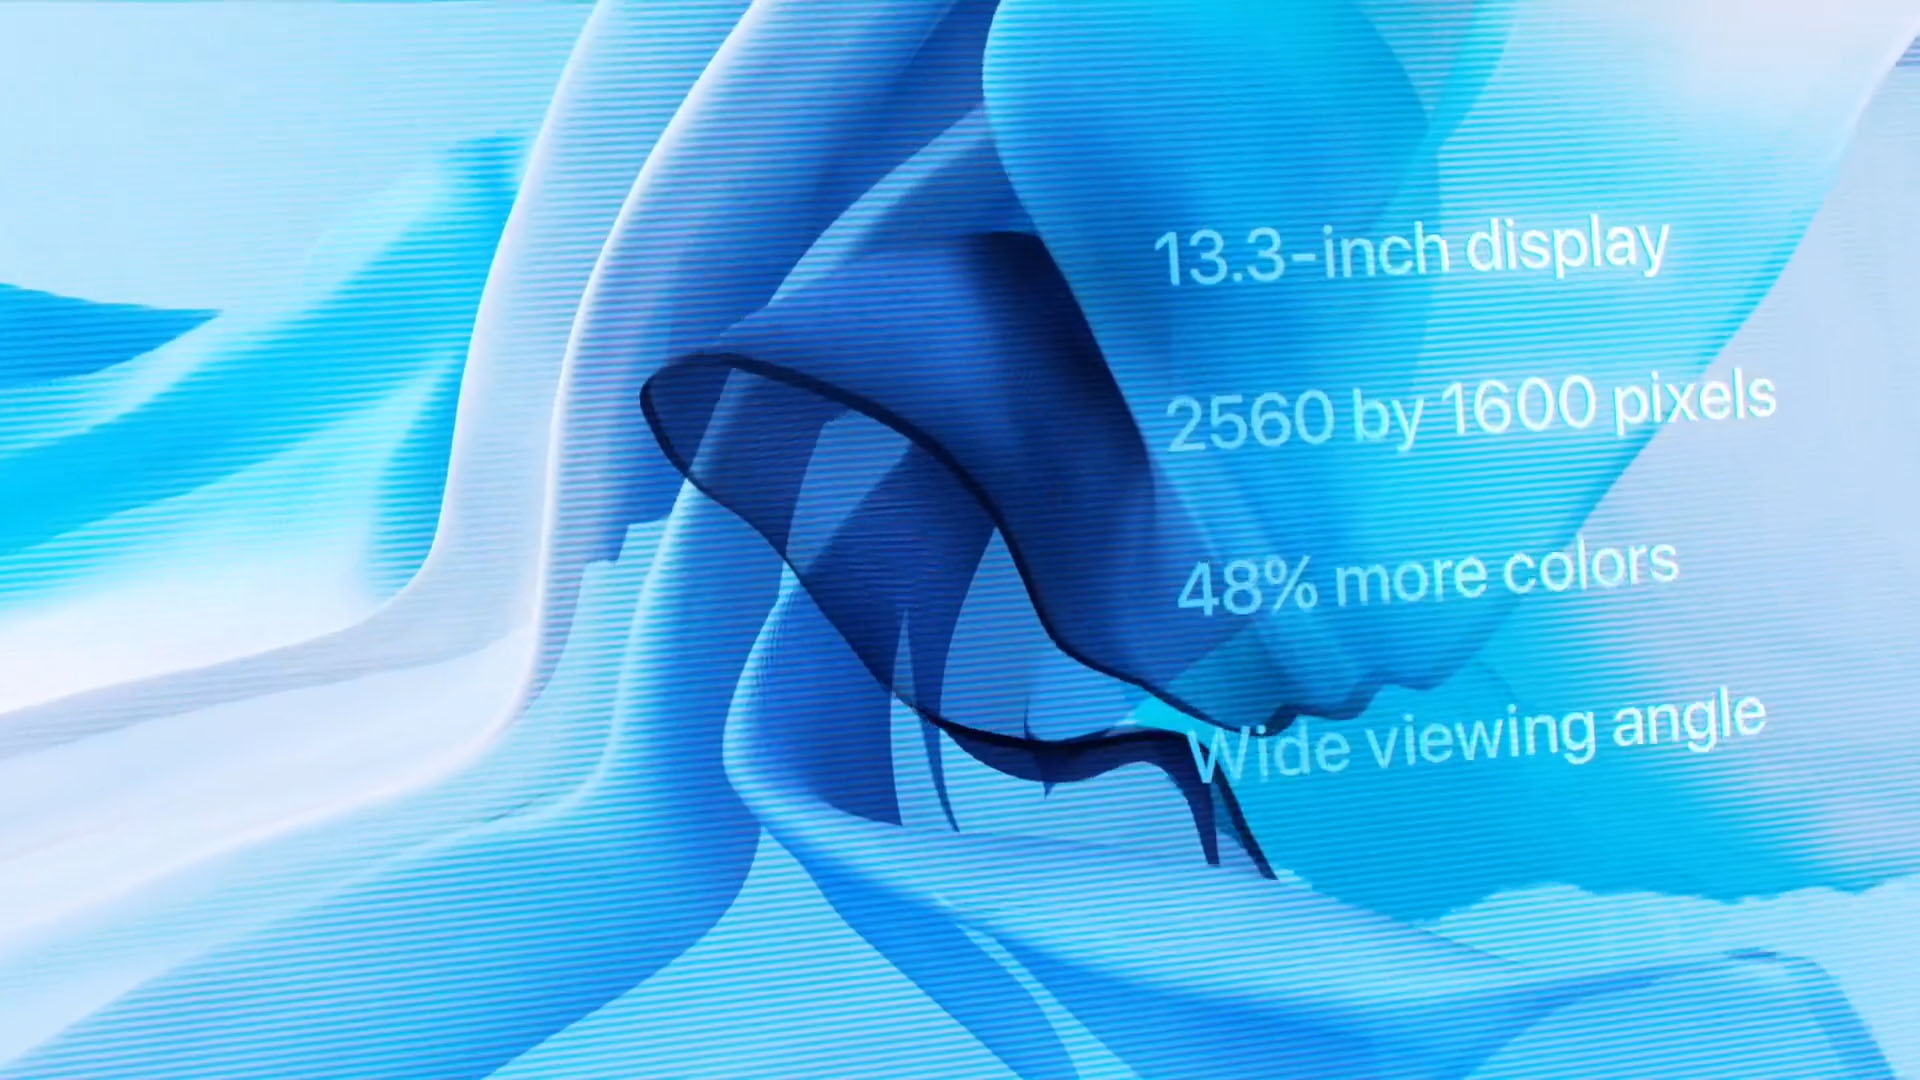 13.3-inch display
2560 by 1600 pixels
48% more colors
Wide viewing angle